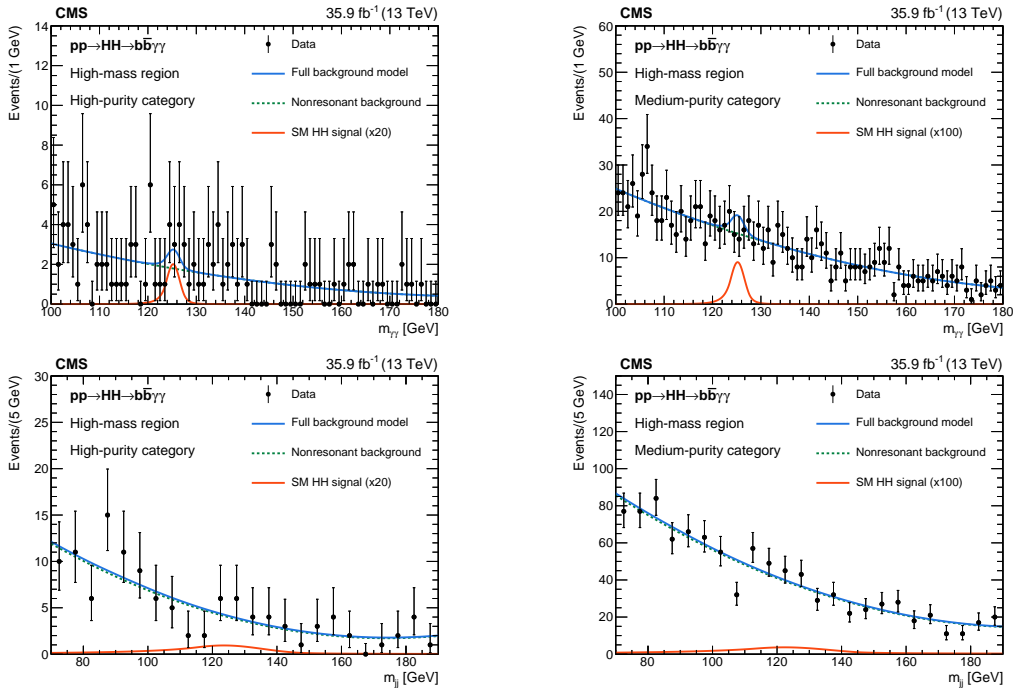 CMS 35.9 fb⁻¹ (13 TeV)
Events/(1 GeV)
14
12
10
8
6
4
2
0
pp→HH→bb̅γγ
High-mass region
High-purity category
Data
Full background model
Nonresonant background
SM HH signal (x20)
100 110 120 130 140 150 160 170 180
mγγ [GeV]
CMS 35.9 fb⁻¹ (13 TeV)
Events/(1 GeV)
60
50
40
30
20
10
0
pp→HH→bb̅γγ
High-mass region
Medium-purity category
Data
Full background model
Nonresonant background
SM HH signal (x100)
100 110 120 130 140 150 160 170 180
mγγ [GeV]
CMS 35.9 fb⁻¹ (13 TeV)
Events/(5 GeV)
30
25
20
15
10
5
0
pp→HH→bb̅γγ
High-mass region
High-purity category
Data
Full background model
Nonresonant background
SM HH signal (x20)
80 100 120 140 160 180
mjj [GeV]
CMS 35.9 fb⁻¹ (13 TeV)
Events/(5 GeV)
140
120
100
80
60
40
20
0
pp→HH→bb̅γγ
High-mass region
Medium-purity category
Data
Full background model
Nonresonant background
SM HH signal (x100)
80 100 120 140 160 180
mjj [GeV]